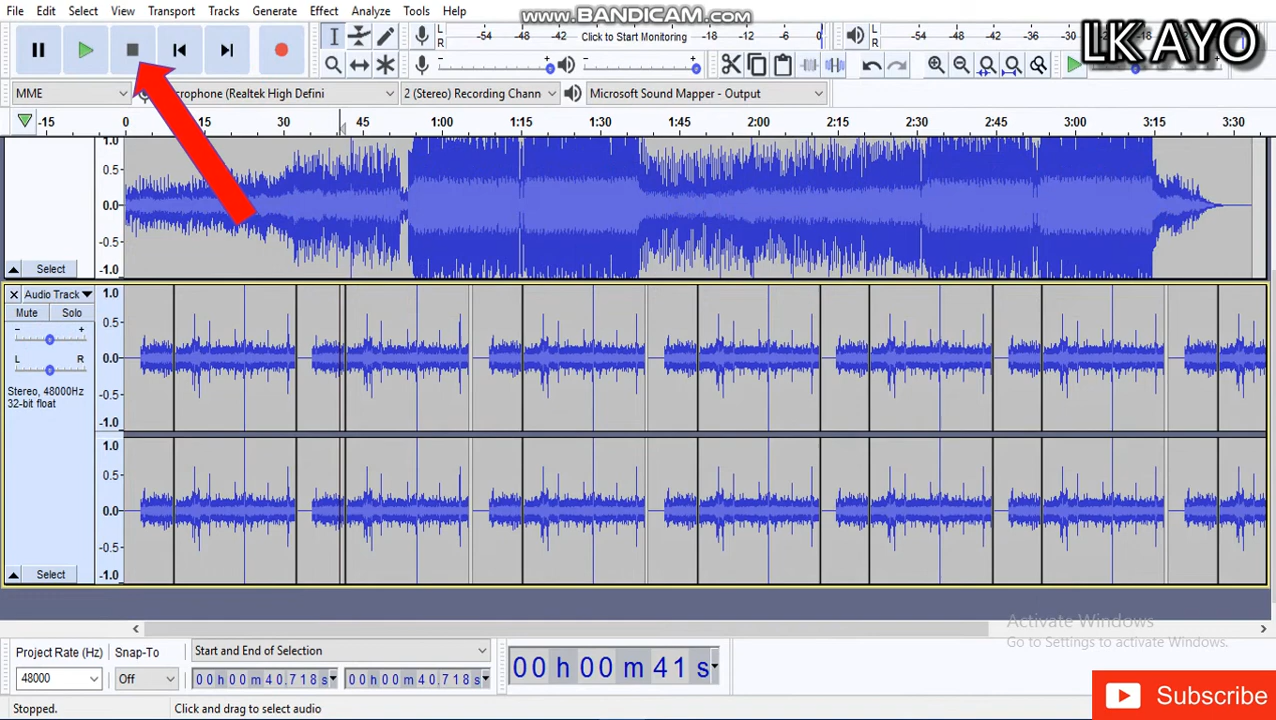 File Edit Select View Transport Tracks Generate Effect Analyze Tools Help
www.BANDICAM.com
LK AYO
L R -54 -48 -42 Click to Start Monitoring -18 -12 -6 0
L R -54 -48 -42 -36 -30
MME
Microphone (Realtek High Defini
2 (Stereo) Recording Chann
Microsoft Sound Mapper - Output
-15 0 15 30 45 1:00 1:15 1:30 1:45 2:00 2:15 2:30 2:45 3:00 3:15 3:30
1.0
0.5
0.0
-0.5
-1.0
Select
Audio Track
Mute Solo
- +
L R
Stereo, 48000Hz
32-bit float
Select
1.0
0.5
0.0
-0.5
-1.0
1.0
0.5
0.0
-0.5
-1.0
Activate Windows
Go to Settings to activate Windows.
Project Rate (Hz) Snap-To Start and End of Selection
48000 Off 00 h 00 m 40.718 s 00 h 00 m 40.718 s
00 h 00 m 41 s
Subscribe
Stopped. Click and drag to select audio